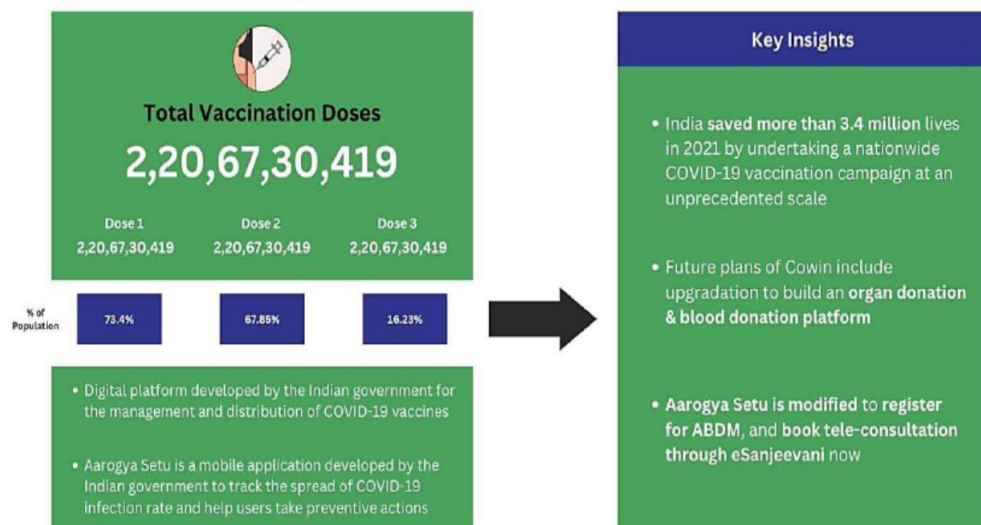 Total Vaccination Doses
2,20,67,30,419
Dose 1
Dose 2
Dose 3
2,20,67,30,419
2,20,67,30,419
2,20,67,30,419
% of
Population
73.4%
67.85%
16.23%
• Digital platform developed by the Indian government for
the management and distribution of COVID-19 vaccines
• Aarogya Setu is a mobile application developed by the
Indian government to track the spread of COVID-19
infection rate and help users take preventive actions
Key Insights
• India saved more than 3.4 million lives
in 2021 by undertaking a nationwide
COVID-19 vaccination campaign at an
unprecedented scale
• Future plans of Cowin include
upgradation to build an organ donation
& blood donation platform
• Aarogya Setu is modified to register
for ABDM, and book tele-consultation
through eSanjeevani now